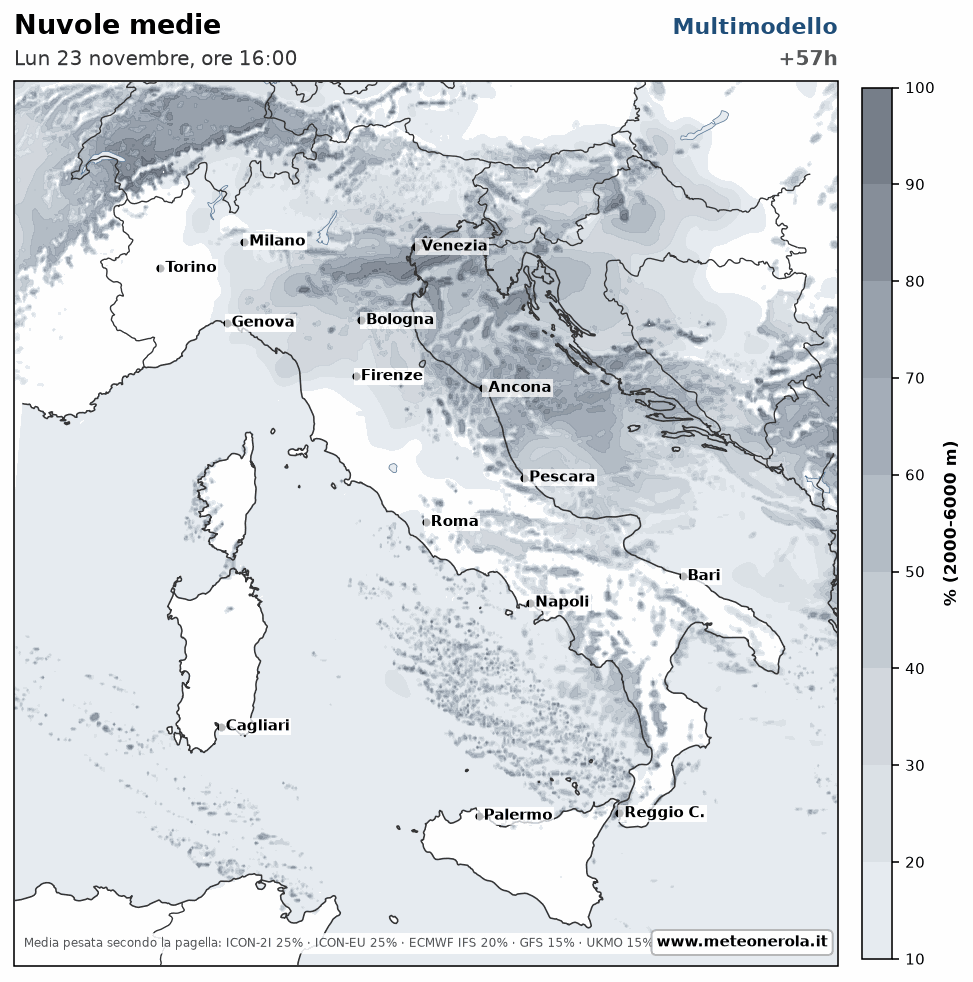 Nuvole medie
Multimodello
Lun 23 novembre, ore 16:00
+57h
100
90
80
70
60
50
40
30
20
10
% (2000-6000 m)
Milano
Venezia
Torino
Genova
Bologna
Firenze
Ancona
Pescara
Roma
Bari
Napoli
Cagliari
Palermo
Reggio C.
Media pesata secondo la pagella: ICON-2I 25% · ICON-EU 25% · ECMWF IFS 20% · GFS 15% · UKMO 15%
www.meteonerola.it